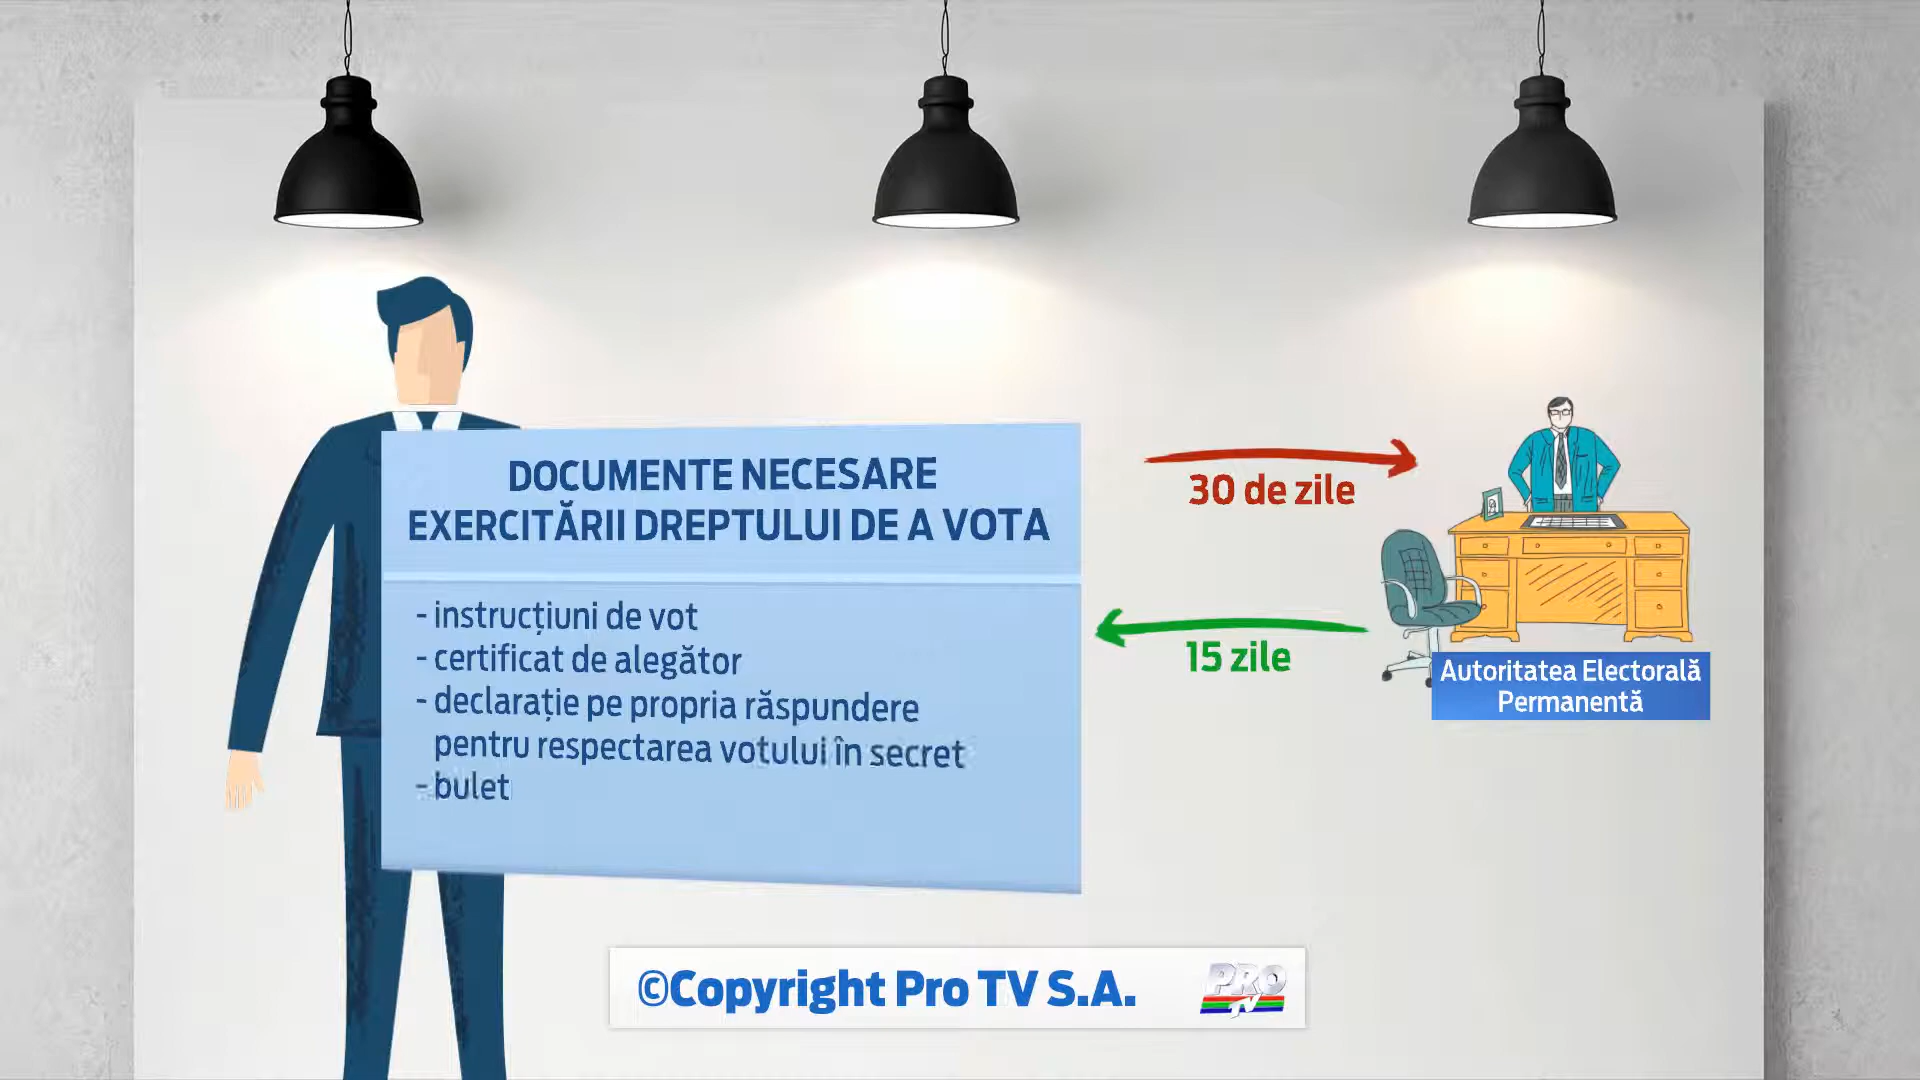 DOCUMENTE NECESARE
EXERCITĂRII DREPTULUI DE A VOTA
- instrucțiuni de vot
- certificat de alegător
- declarație pe propria răspundere
pentru respectarea votului în secret
- bulet
30 de zile
15 zile
Autoritatea Electorală
Permanentă
©Copyright Pro TV S.A.
PRO
TV